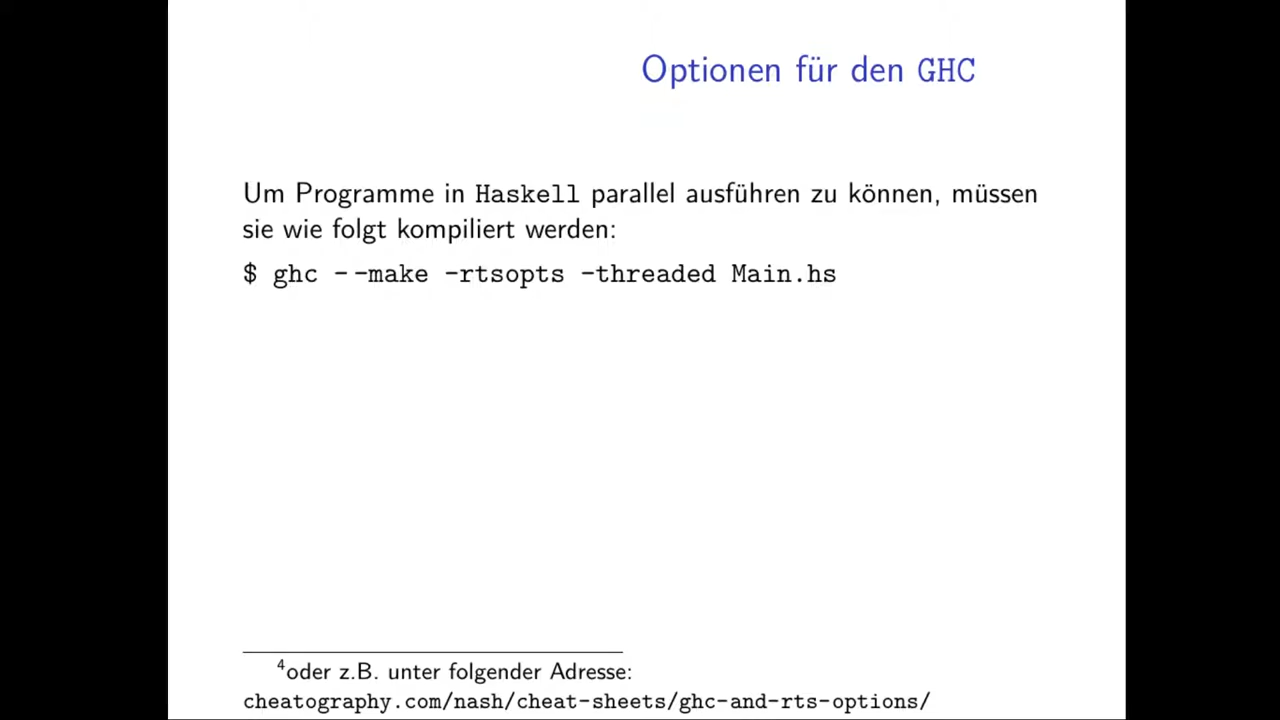 Optionen für den GHC
Um Programme in Haskell parallel ausführen zu können, müssen
sie wie folgt kompiliert werden:
$ ghc --make -rtsopts -threaded Main.hs
4oder z.B. unter folgender Adresse:
cheatography.com/nash/cheat-sheets/ghc-and-rts-options/